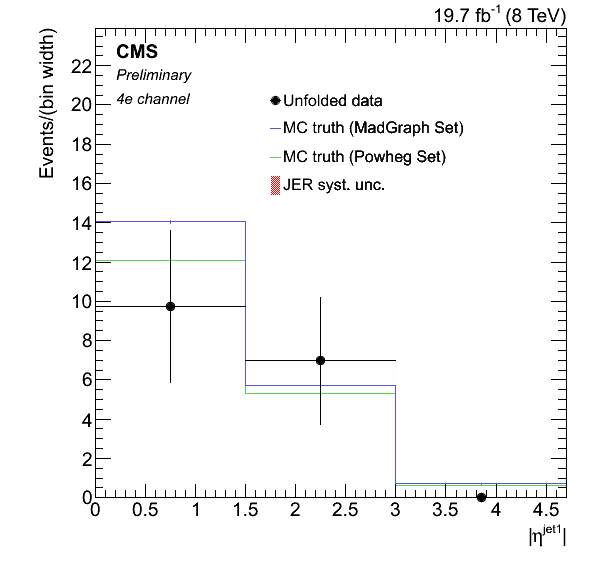 19.7 fb⁻¹ (8 TeV)
Events/(bin width)
CMS
Preliminary
4e channel
Unfolded data
MC truth (MadGraph Set)
MC truth (Powheg Set)
JER syst. unc.
22
20
18
16
14
12
10
8
6
4
2
0
0 0.5 1 1.5 2 2.5 3 3.5 4 4.5
|η^jet1|